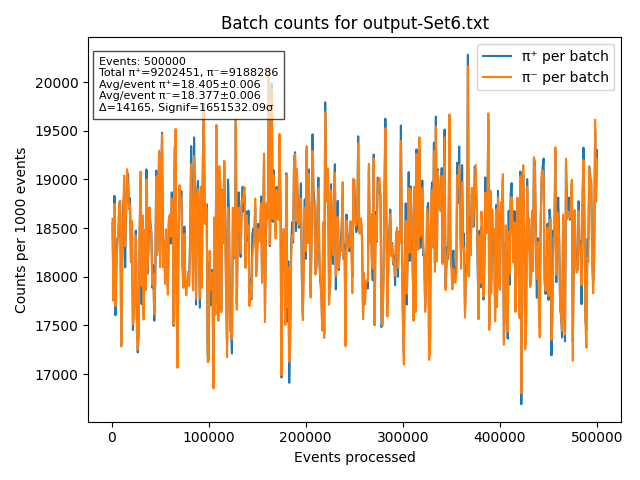 Batch counts for output-Set6.txt
Events: 500000
Total π⁺=9202451, π⁻=9188286
Avg/event π⁺=18.405±0.006
Avg/event π⁻=18.377±0.006
Δ=14165, Signif=1651532.09σ
π⁺ per batch
π⁻ per batch
Counts per 1000 events
20000
19500
19000
18500
18000
17500
17000
0 100000 200000 300000 400000 500000
Events processed